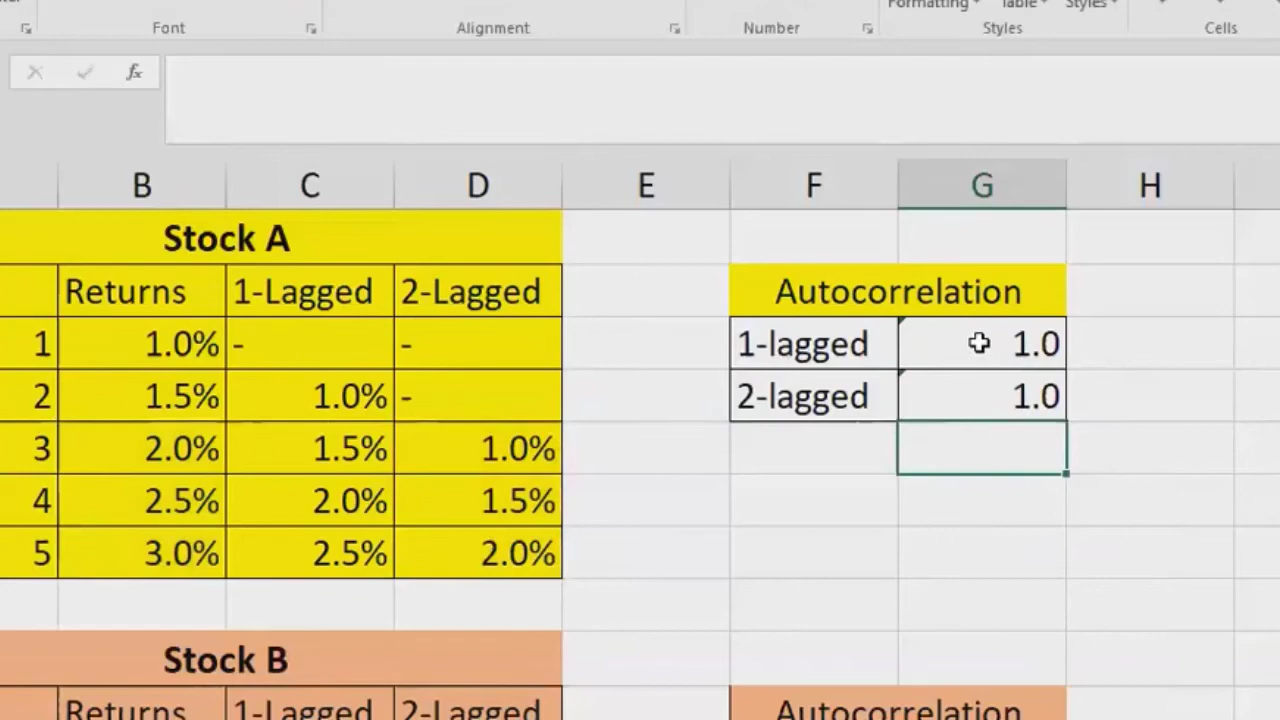 Formatting Table Styles
Font Alignment Number Styles Cells
fx
B C D E F G H
Stock A
Returns 1-Lagged 2-Lagged Autocorrelation
1 1.0% - - 1-lagged 1.0
2 1.5% 1.0% - 2-lagged 1.0
3 2.0% 1.5% 1.0%
4 2.5% 2.0% 1.5%
5 3.0% 2.5% 2.0%
Stock B
Returns 1-Lagged 2-Lagged Autocorrelation